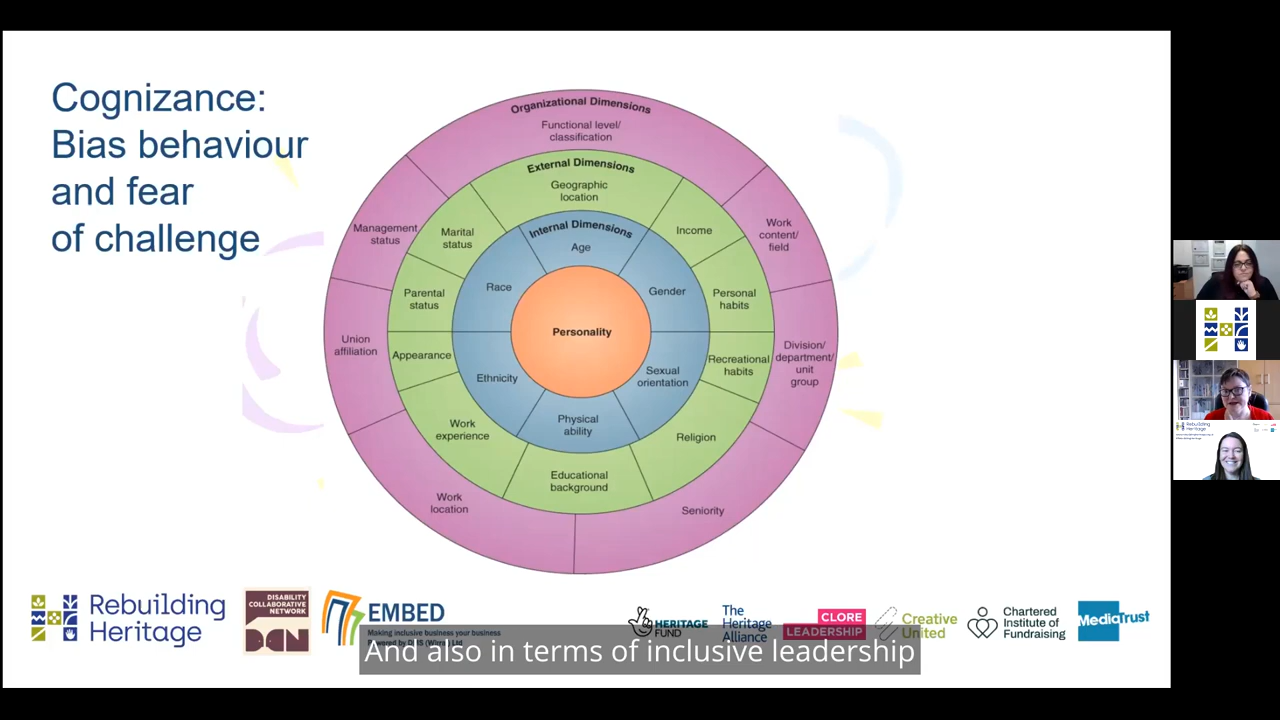 Cognizance:
Bias behaviour
and fear
of challenge
Organizational Dimensions
Functional level/
classification
External Dimensions
Geographic
location
Internal Dimensions
Age
Personality
Marital
status
Income
Management
status
Work
content/
field
Race
Gender
Parental
status
Personal
habits
Union
affiliation
Appearance
Recreational
habits
Division/
department/
unit
group
Ethnicity
Sexual
orientation
Physical
ability
Work
experience
Religion
Educational
background
Work
location
Seniority
Rebuilding
Heritage
DISABILITY
COLLABORATIVE
NETWORK
DCN
EMBED
Making inclusive business your business
HERITAGE
FUND
The
Heritage
Alliance
CLORE
LEADERSHIP
Creative
United
Chartered
Institute of
Fundraising
MediaTrust
And also in terms of inclusive leadership
Rebuilding
Heritage